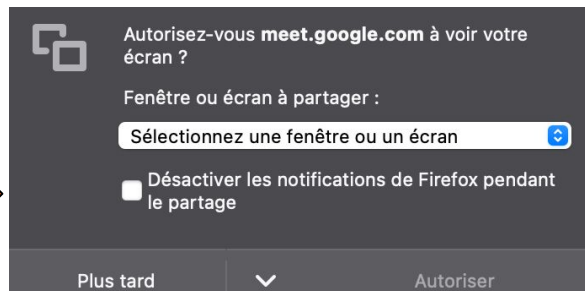 Autorisez-vous meet.google.com à voir votre
écran ?
Fenêtre ou écran à partager :
Sélectionnez une fenêtre ou un écran
Désactiver les notifications de Firefox pendant
le partage
Plus tard
Autoriser